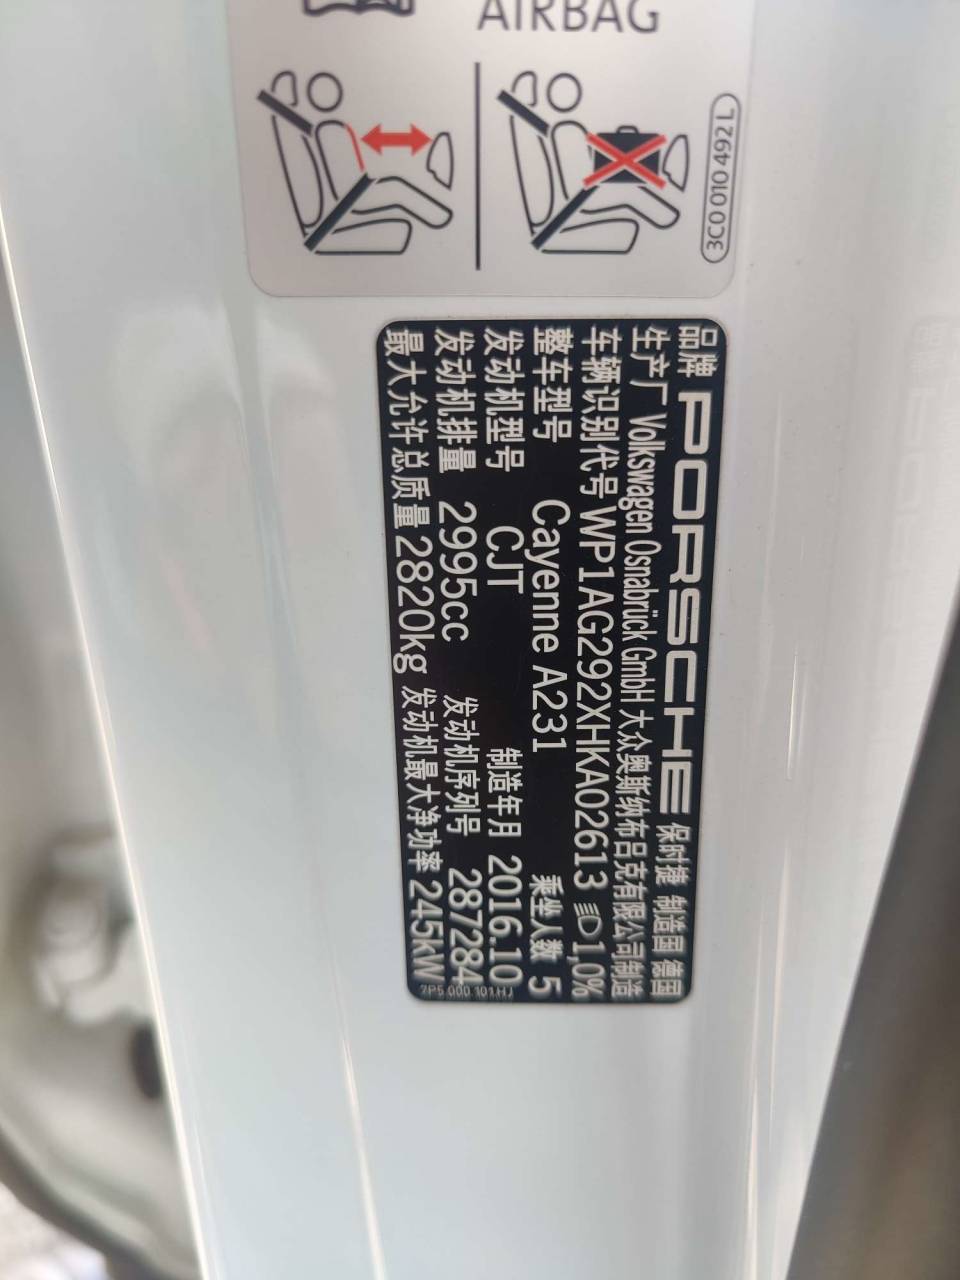 AIRBAG
3C0 010 492 L
品牌 PORSCHE 保时捷 制造国 德国
生产厂 Volkswagen Osnabrück GmbH 大众奥斯纳布吕克有限公司制造
车辆识别代号 WP1AG292XHKA02613 1,0%
整车型号 Cayenne A231 乘坐人数 5
发动机型号 CJT 制造年月 2016.10
发动机排量 2995cc 发动机序列号 287284
最大允许总质量 2820kg 发动机最大净功率 245kW
7P5.000.101.HJ